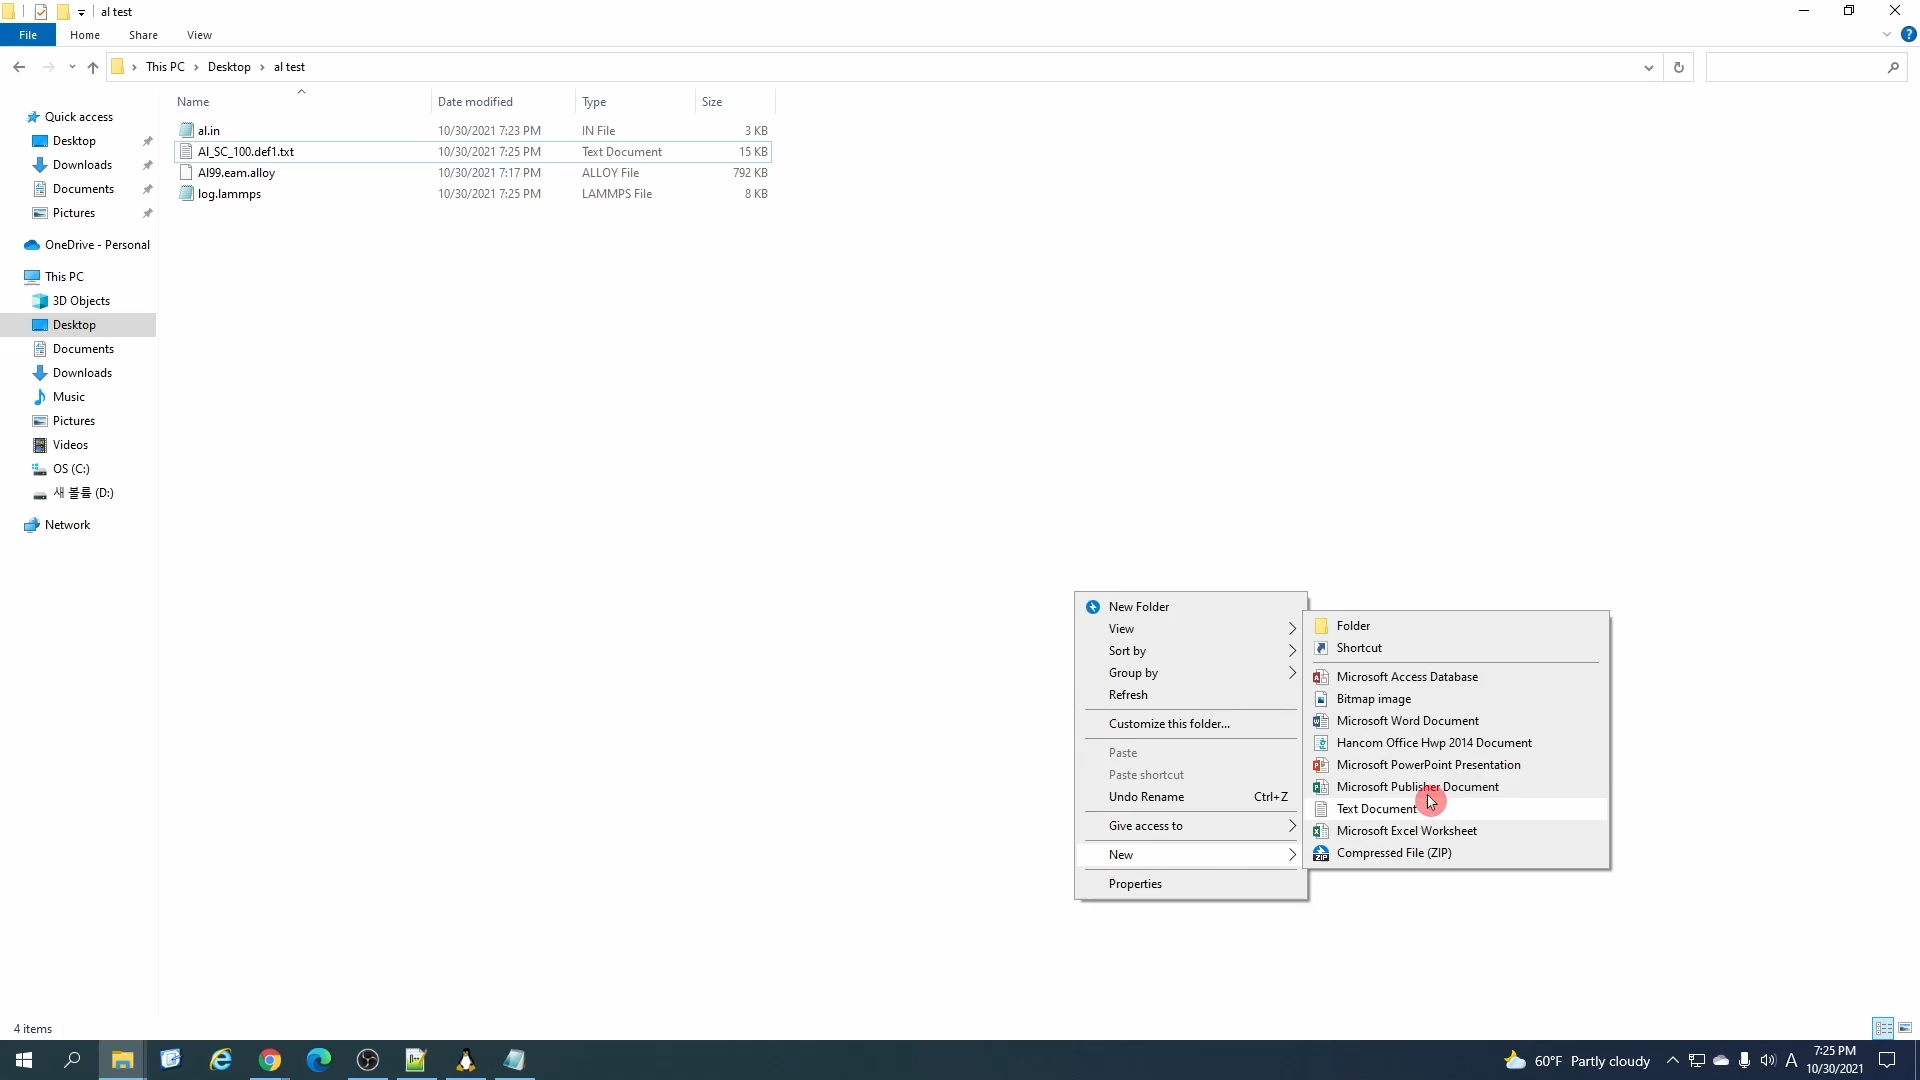 al test
File Home Share View
This PC Desktop al test
Name Date modified Type Size
al.in 10/30/2021 7:23 PM IN File 3 KB
Al_SC_100.def1.txt 10/30/2021 7:25 PM Text Document 15 KB
Al99.eam.alloy 10/30/2021 7:17 PM ALLOY File 792 KB
log.lammps 10/30/2021 7:25 PM LAMMPS File 8 KB
Quick access
Desktop
Downloads
Documents
Pictures
OneDrive - Personal
This PC
3D Objects
Desktop
Documents
Downloads
Music
Pictures
Videos
OS (C:)
새 볼륨 (D:)
Network
New Folder
View
Sort by
Group by
Refresh
Customize this folder...
Paste
Paste shortcut
Undo Rename Ctrl+Z
Give access to
New
Properties
Folder
Shortcut
Microsoft Access Database
Bitmap image
Microsoft Word Document
Hancom Office Hwp 2014 Document
Microsoft PowerPoint Presentation
Microsoft Publisher Document
Text Document
Microsoft Excel Worksheet
Compressed File (ZIP)
4 items
60°F Partly cloudy A 7:25 PM
10/30/2021